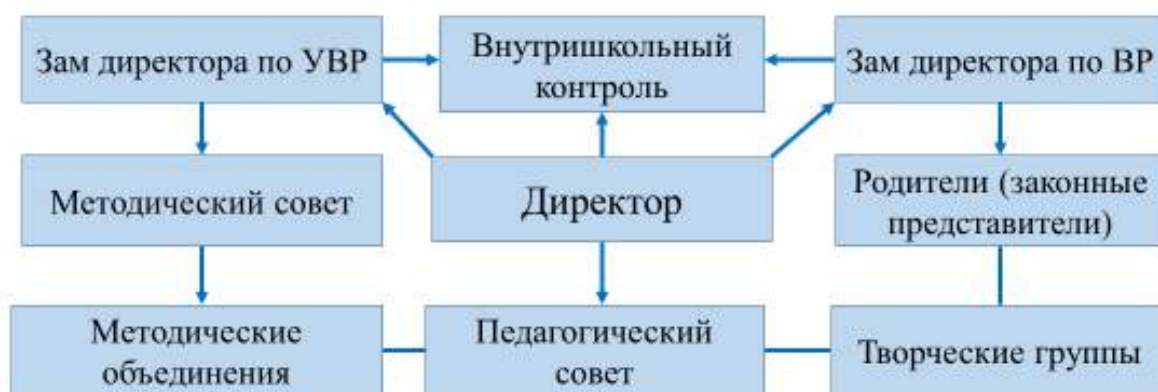 Зам директора по УВР
Внутришкольный
контроль
Зам директора по ВР
Методический совет
Директор
Родители (законные
представители)
Методические
объединения
Педагогический
совет
Творческие группы